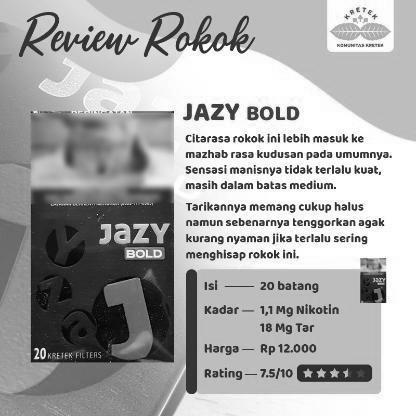 Review Rokok
KRETEK
KOMUNITAS KRETEK
JAZY BOLD
Citarasa rokok ini lebih masuk ke
mazhab rasa kudusan pada umumnya.
Sensasi manisnya tidak terlalu kuat,
masih dalam batas medium.
Tarikannya memang cukup halus
namun sebenarnya tenggorkan agak
kurang nyaman jika terlalu sering
menghisap rokok ini.
PERINGATAN
JAZY
BOLD
20 KRETEK FILTERS
Isi — 20 batang
Kadar — 1,1 Mg Nikotin
18 Mg Tar
Harga — Rp 12.000
Rating — 7.5/10